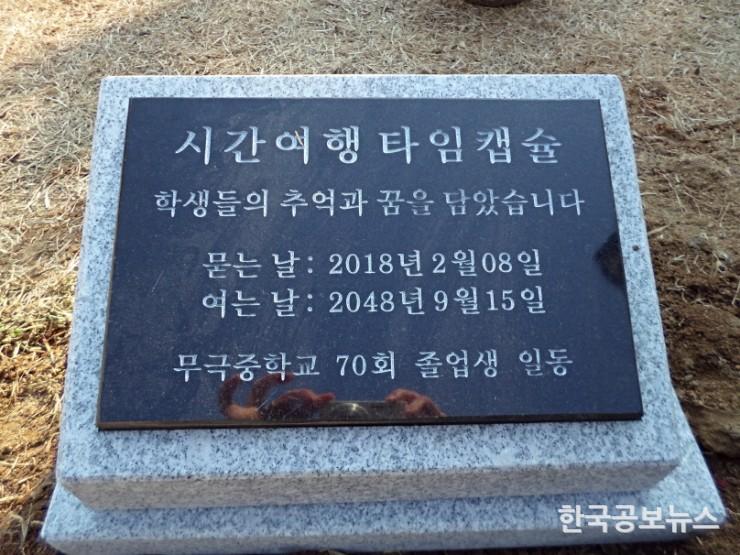 시간여행 타임캡슐
학생들의 추억과 꿈을 담았습니다
묻는 날 : 2018년 2월 08일
여는 날 : 2048년 9월 15일
무극중학교 70회 졸업생 일동
한국공보뉴스